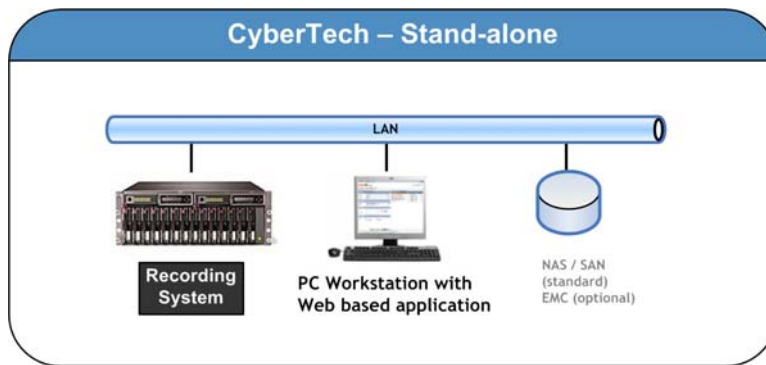 CyberTech – Stand-alone
LAN
Recording
System
PC Workstation with
Web based application
NAS / SAN
(standard)
EMC (optional)